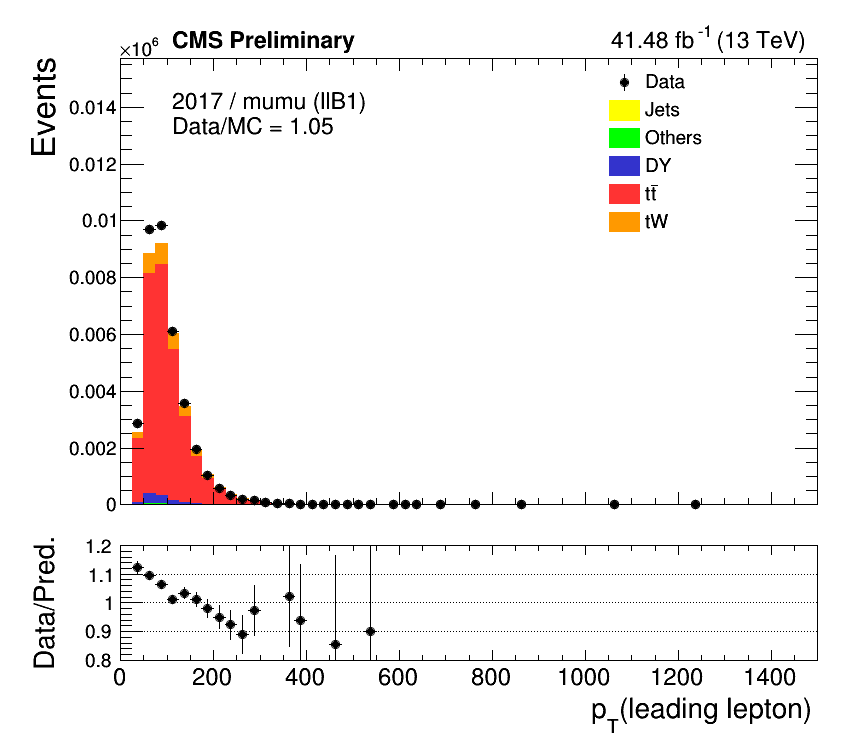 ×10⁶ CMS Preliminary 41.48 fb⁻¹ (13 TeV)
Events
2017 / mumu (llB1)
Data/MC = 1.05
Data
Jets
Others
DY
tt̄
tW
0.014
0.012
0.01
0.008
0.006
0.004
0.002
0
Data/Pred.
1.2
1.1
1
0.9
0.8
0 200 400 600 800 1000 1200 1400
p_T(leading lepton)